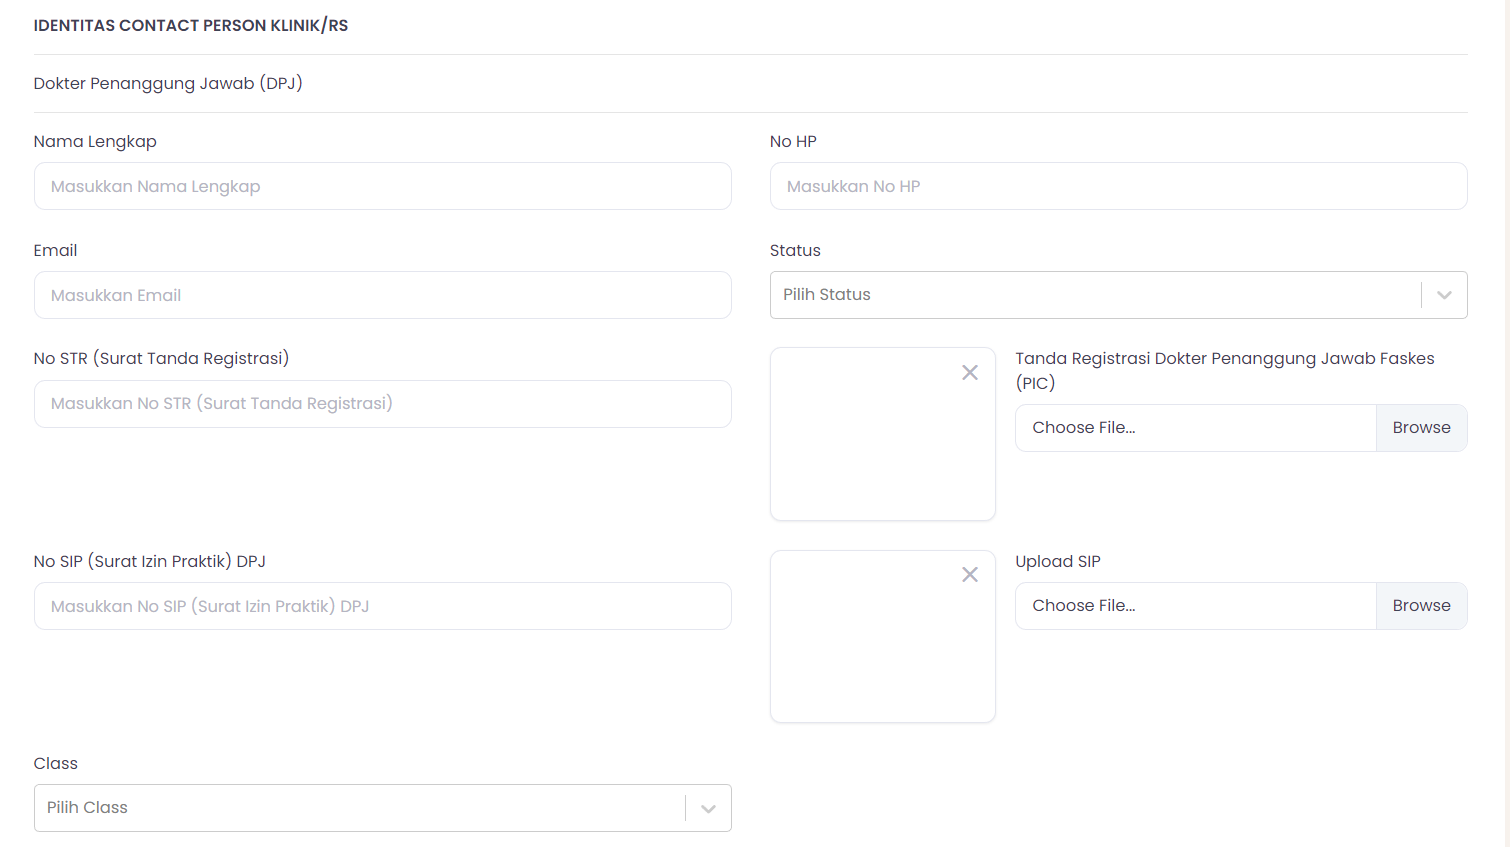 IDENTITAS CONTACT PERSON KLINIK/RS
Dokter Penanggung Jawab (DPJ)
Nama Lengkap
Masukkan Nama Lengkap
No HP
Masukkan No HP
Email
Masukkan Email
Status
Pilih Status
No STR (Surat Tanda Registrasi)
Masukkan No STR (Surat Tanda Registrasi)
Tanda Registrasi Dokter Penanggung Jawab Faskes
(PIC)
Choose File...
Browse
No SIP (Surat Izin Praktik) DPJ
Masukkan No SIP (Surat Izin Praktik) DPJ
Upload SIP
Choose File...
Browse
Class
Pilih Class